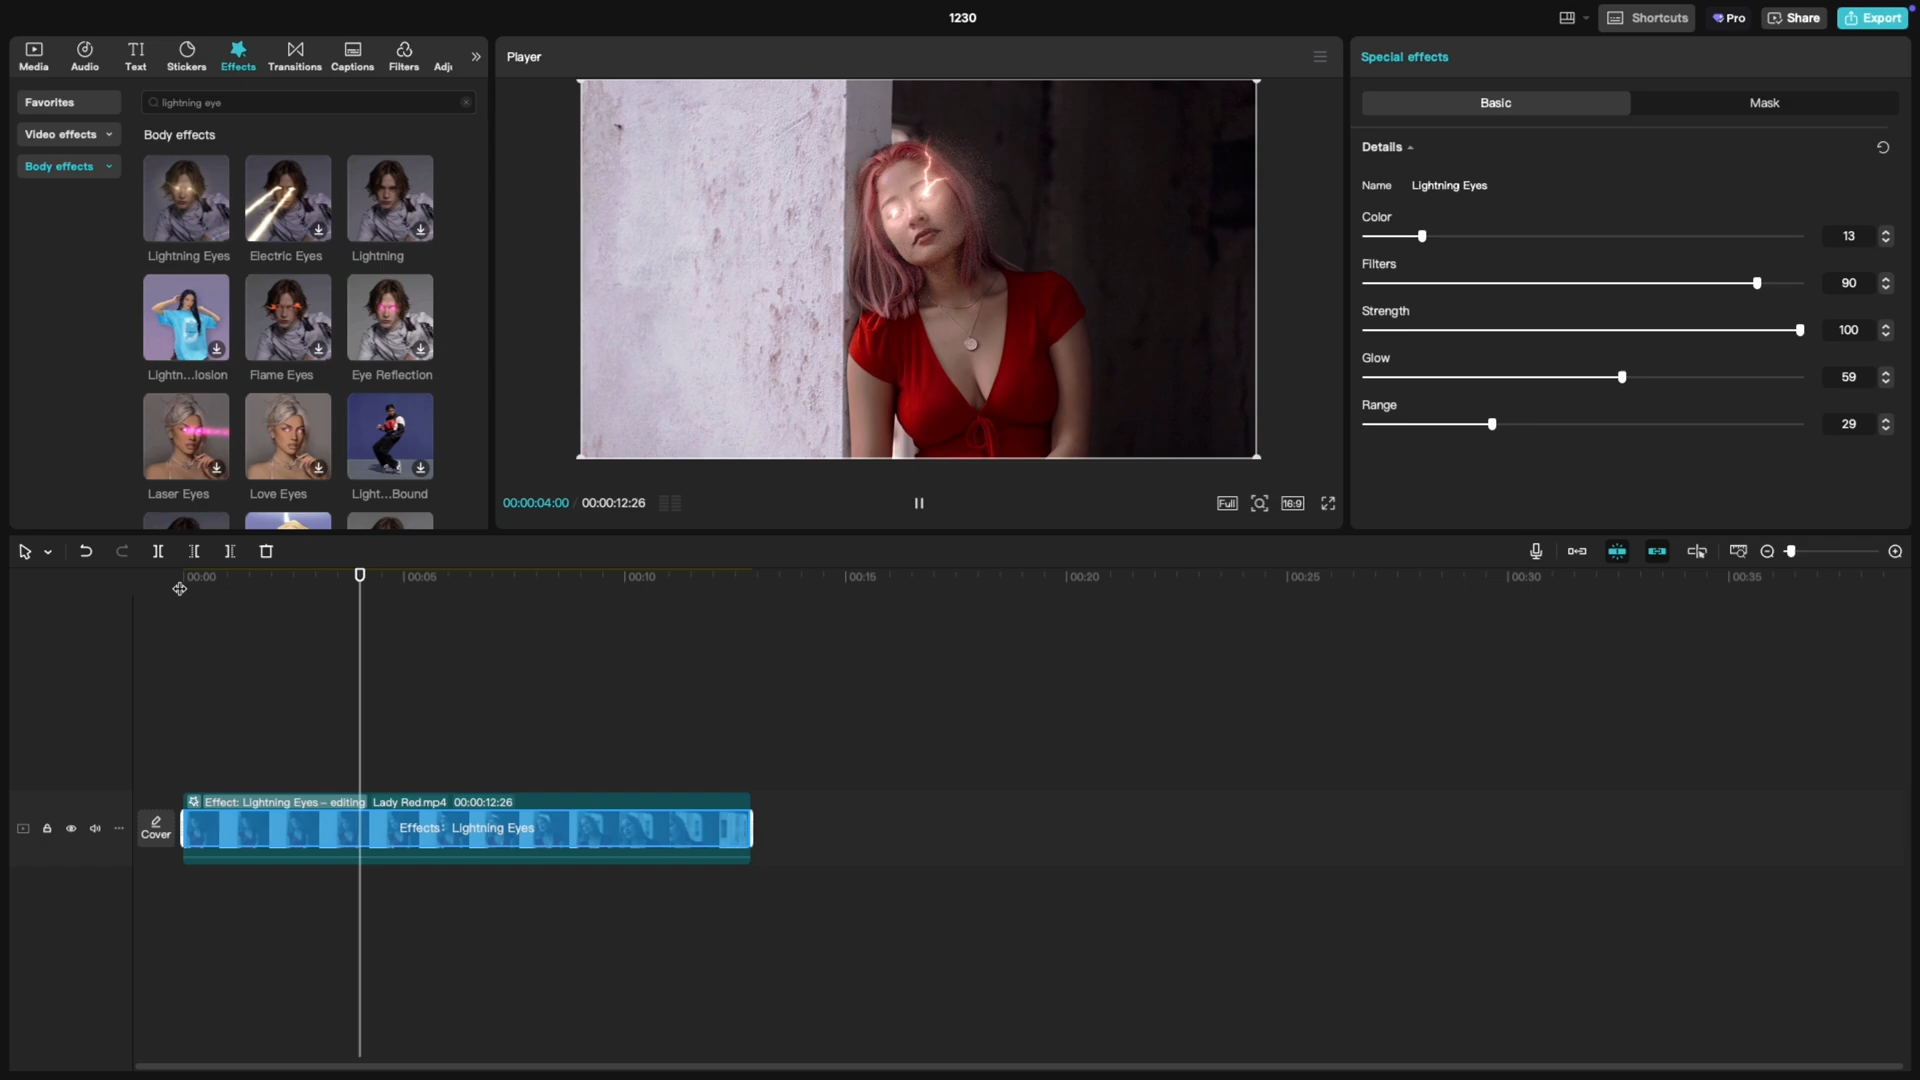 1230
Shortcuts
Pro
Share
Export
Media
Audio
TI
Text
Stickers
Effects
Transitions
Captions
Filters
Adju
Player
Special effects
Favorites
lightning eye
Video effects
Body effects
Body effects
Lightning Eyes
Electric Eyes
Lightning
Lightn...losion
Flame Eyes
Eye Reflection
Laser Eyes
Love Eyes
Light...Bound
Basic
Mask
Details
Name
Lightning Eyes
Color
13
Filters
90
Strength
100
Glow
59
Range
29
00:00:04:00 / 00:00:12:26
Full
16:9
00:00
00:05
00:10
00:15
00:20
00:25
00:30
00:35
Effect: Lightning Eyes – editing
Lady Red.mp4
00:00:12:26
Cover
Effects: Lightning Eyes